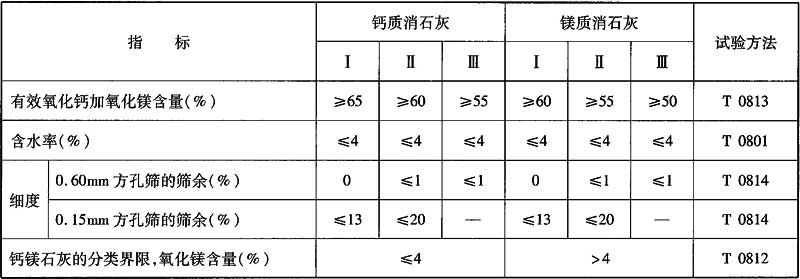 指 标 钙质消石灰 镁质消石灰 试验方法
Ⅰ Ⅱ Ⅲ Ⅰ Ⅱ Ⅲ
有效氧化钙加氧化镁含量(%) ≥65 ≥60 ≥55 ≥60 ≥55 ≥50 T 0813
含水率(%) ≤4 ≤4 ≤4 ≤4 ≤4 ≤4 T 0801
细度 0.60mm 方孔筛的筛余(%) 0 ≤1 ≤1 0 ≤1 ≤1 T 0814
0.15mm 方孔筛的筛余(%) ≤13 ≤20 — ≤13 ≤20 — T 0814
钙镁石灰的分类界限,氧化镁含量(%) ≤4 >4 T 0812